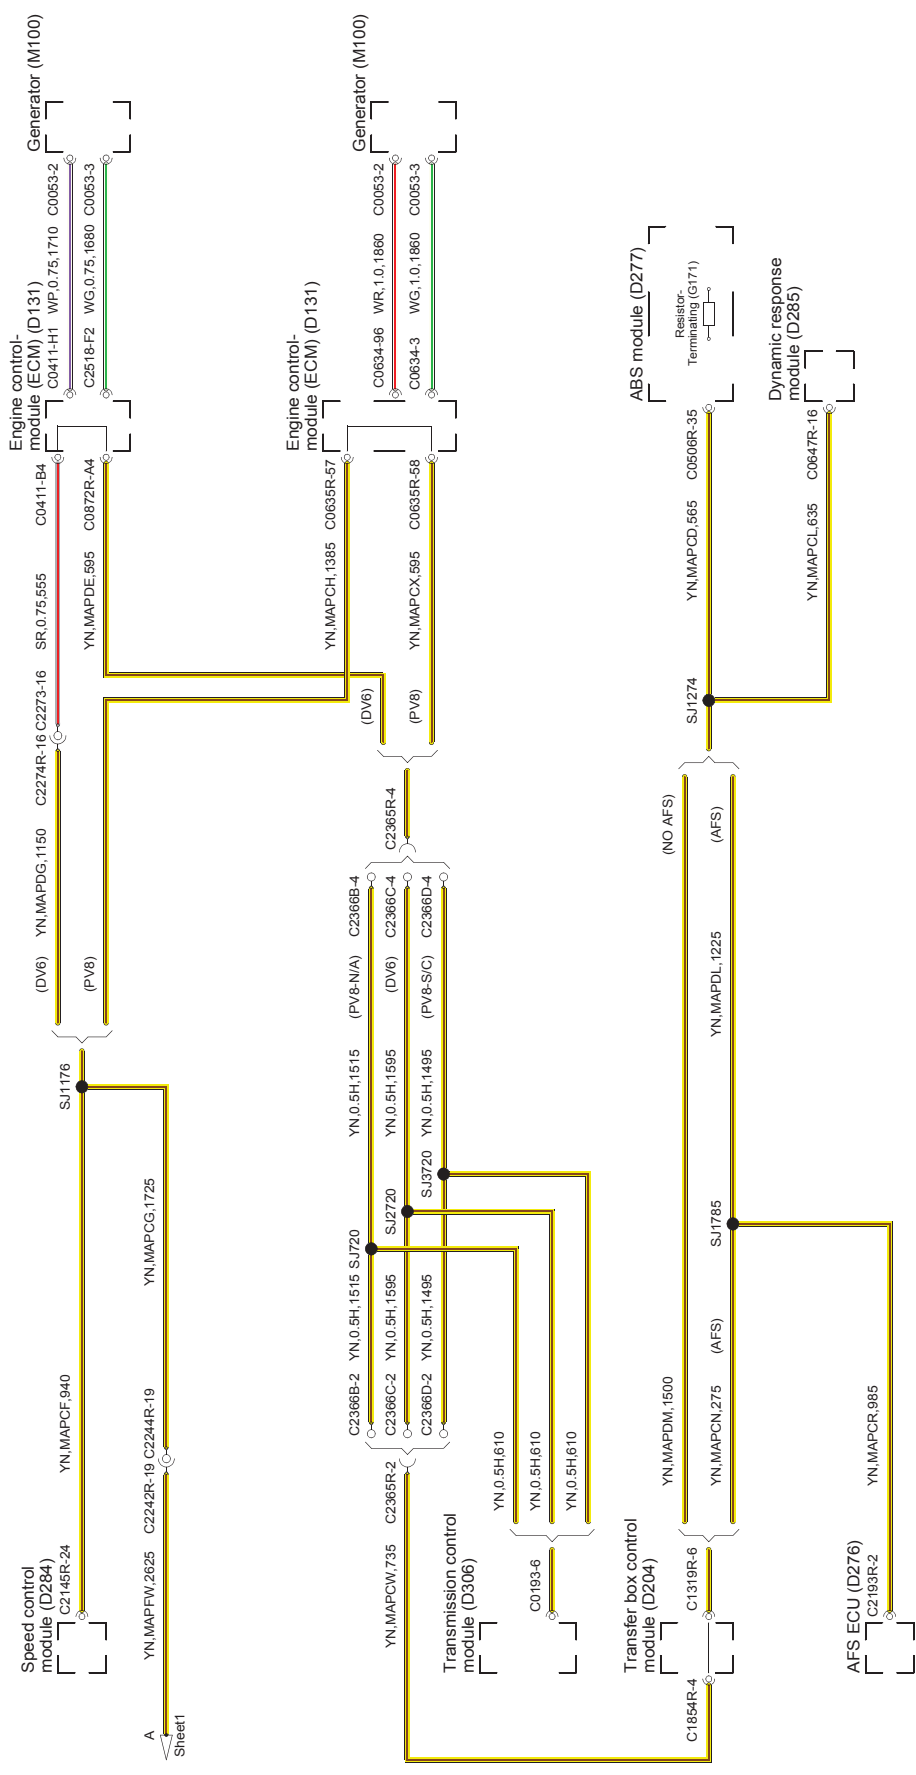 Generator (M100)
C0053-2
C0053-3
WP,0.75,1710
WG,0.75,1680
C0411-H1
C2518-F2
Engine control-
module (ECM) (D131)
C0411-B4
C0872R-A4
SR,0.75,555
YN,MAPDE,595
C2273-16
C2274R-16
YN,MAPDG,1150
(DV6)
(PV8)
SJ1176
YN,MAPCG,1725
YN,MAPCF,940
C2244R-19
C2242R-19
C2145R-24
Speed control
module (D284)
YN,MAPFW,2625
A
Sheet1
Generator (M100)
C0053-2
C0053-3
WR,1.0,1860
WG,1.0,1860
C0634-96
C0634-3
Engine control-
module (ECM) (D131)
C0635R-57
C0635R-58
YN,MAPCH,1385
YN,MAPCX,595
(DV6)
(PV8)
C2365R-4
C2366B-4
C2366C-4
C2366D-4
(PV8-N/A)
(DV6)
(PV8-S/C)
YN,0.5H,1515
YN,0.5H,1595
YN,0.5H,1495
SJ720
SJ2720
SJ3720
YN,0.5H,1515
YN,0.5H,1595
YN,0.5H,1495
C2366B-2
C2366C-2
C2366D-2
C2365R-2
YN,0.5H,610
YN,0.5H,610
YN,0.5H,610
YN,MAPCW,735
C0193-6
Transmission control
module (D306)
ABS module (D277)
Resistor-
Terminating (G171)
Dynamic response
module (D285)
C0506R-35
C0647R-16
YN,MAPCD,565
YN,MAPCL,635
SJ1274
(NO AFS)
(AFS)
YN,MAPDL,1225
SJ1785
(AFS)
YN,MAPDM,1500
YN,MAPCN,275
YN,MAPCR,985
C1319R-6
C2193R-2
Transfer box control
module (D204)
AFS ECU (D276)
C1854R-4